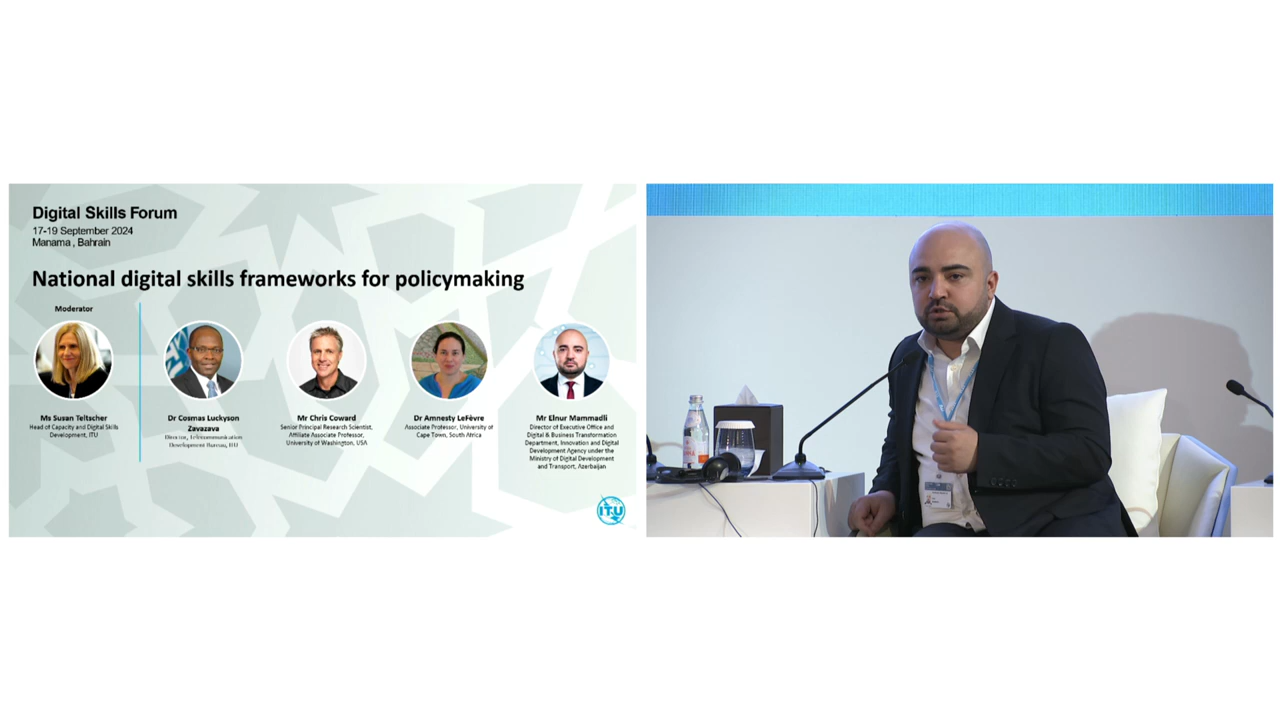 Digital Skills Forum
17-19 September 2024
Manama , Bahrain
National digital skills frameworks for policymaking
Moderator
Ms Susan Teltscher
Head of Capacity and Digital Skills
Development, ITU
Dr Cosmas Luckyson
Zavazava
Director, Telecommunication
Development Bureau, ITU
Mr Chris Coward
Senior Principal Research Scientist,
Affiliate Associate Professor,
University of Washington, USA
Dr Amnesty LeFèvre
Associate Professor, University of
Cape Town, South Africa
Mr Elnur Mammadli
Director of Executive Office and
Digital & Business Transformation
Department, Innovation and Digital
Development Agency under the
Ministry of Digital Development
and Transport, Azerbaijan
ITU